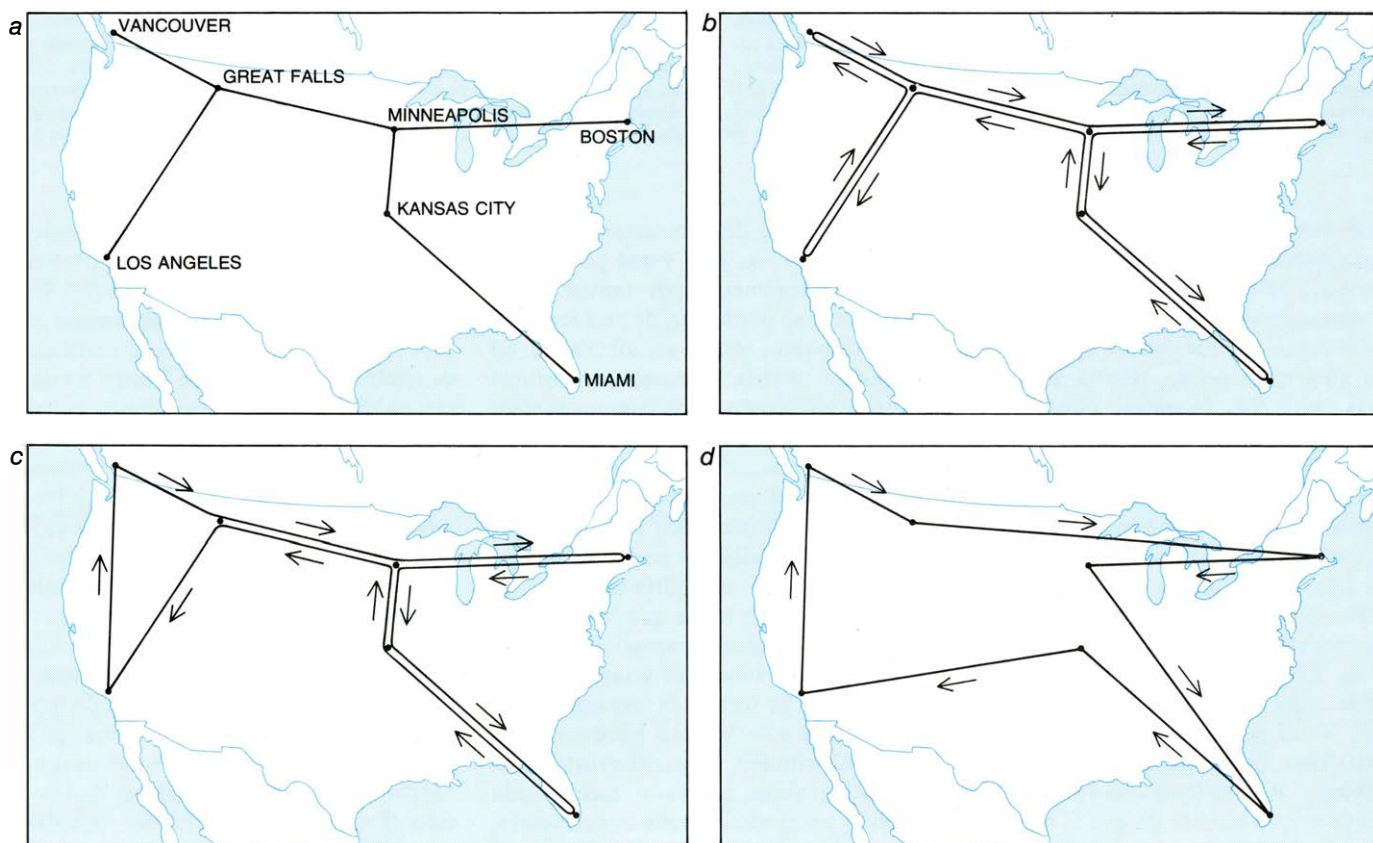 a
VANCOUVER
GREAT FALLS
MINNEAPOLIS
BOSTON
KANSAS CITY
LOS ANGELES
MIAMI
b
c
d